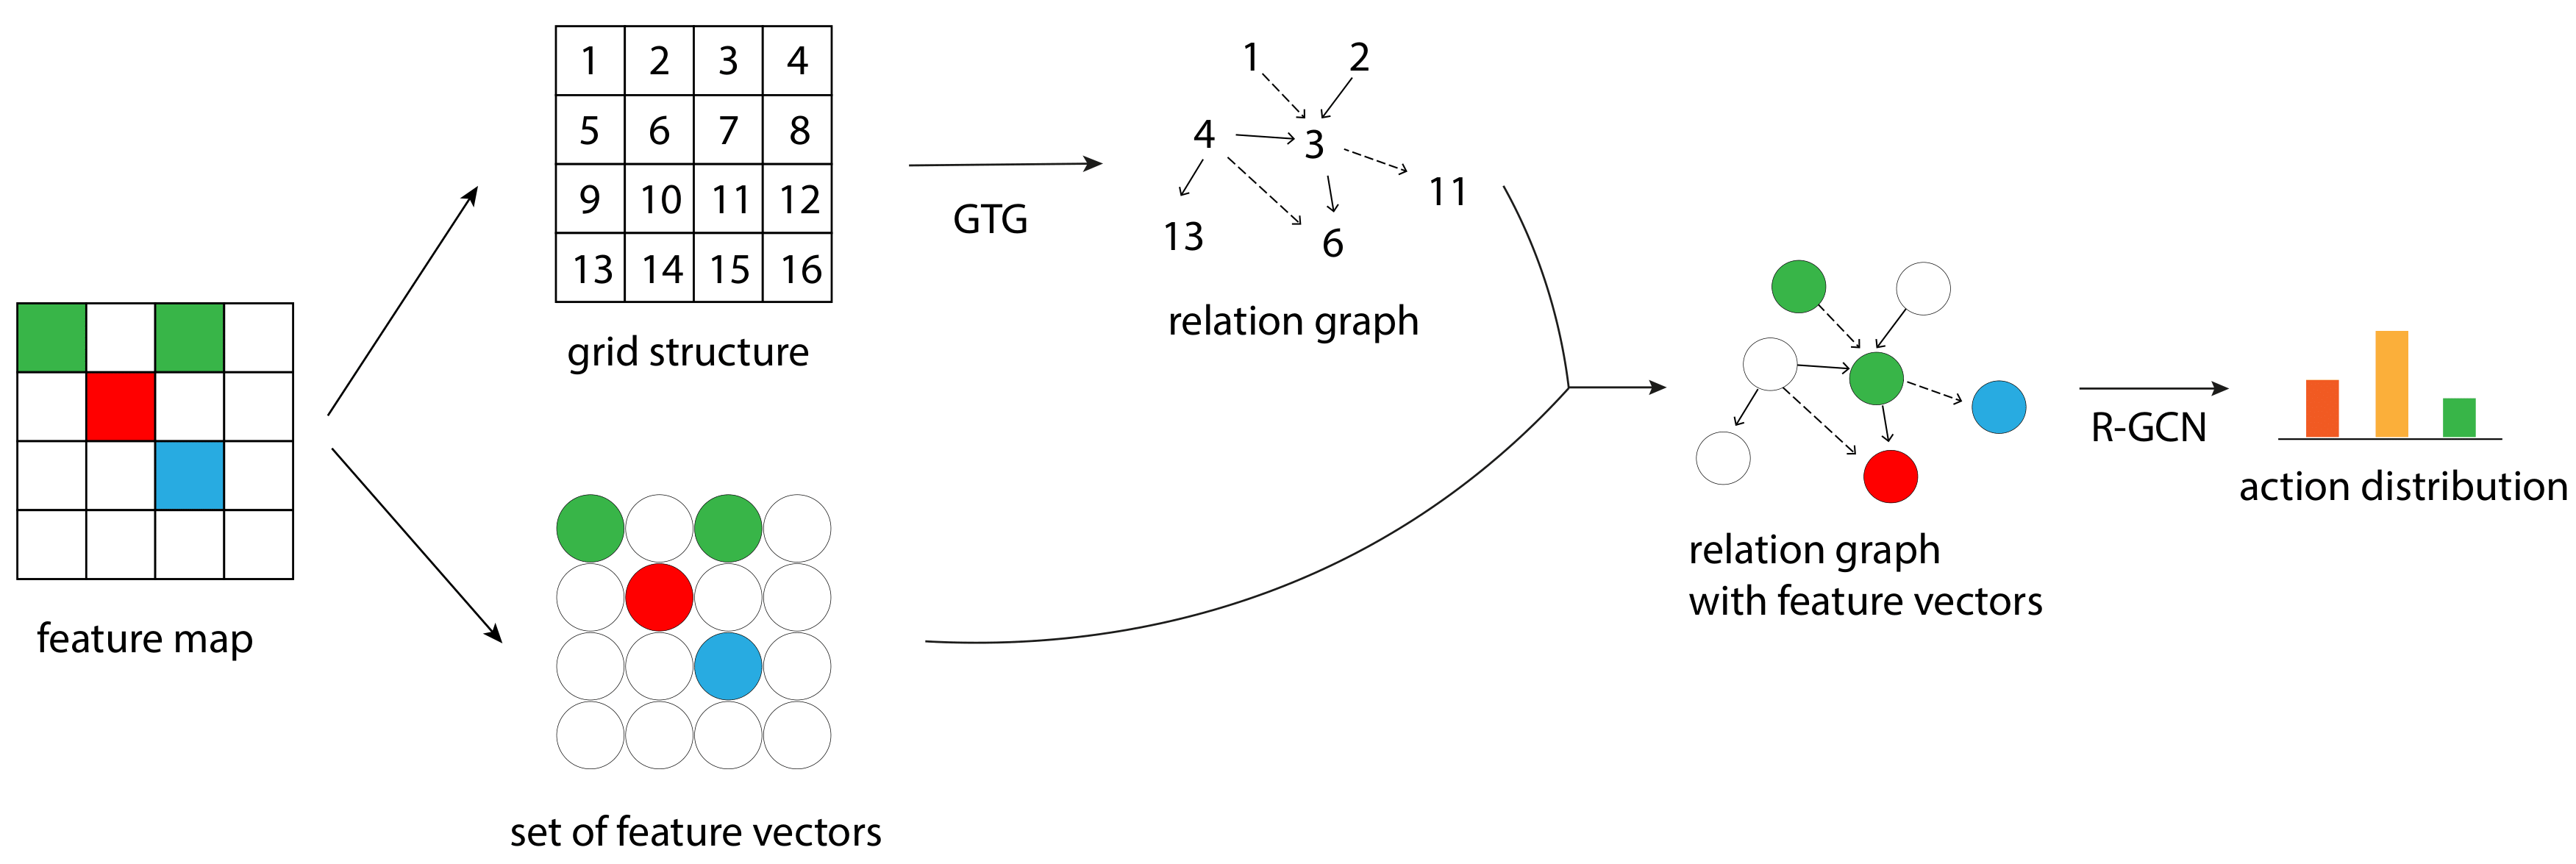 1 2 3 4
5 6 7 8
9 10 11 12
13 14 15 16
grid structure
GTG
1 2
4 3
11
13 6
relation graph
feature map
set of feature vectors
relation graph
with feature vectors
R-GCN
action distribution